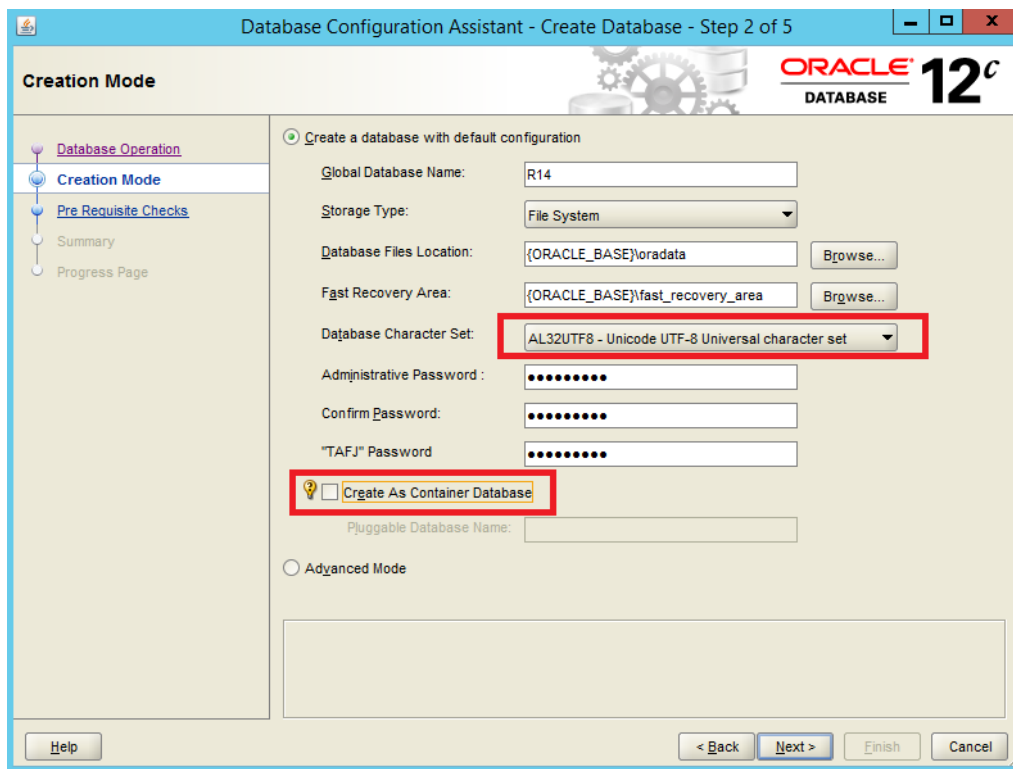 Database Configuration Assistant - Create Database - Step 2 of 5
Creation Mode
ORACLE®
DATABASE
12c
Database Operation
Creation Mode
Pre Requisite Checks
Summary
Progress Page
Create a database with default configuration
Global Database Name: R14
Storage Type: File System
Database Files Location: {ORACLE_BASE}\oradata Browse...
Fast Recovery Area: {ORACLE_BASE}\fast_recovery_area Browse...
Database Character Set: AL32UTF8 - Unicode UTF-8 Universal character set
Administrative Password : •••••••••
Confirm Password: •••••••••
"TAFJ" Password •••••••••
Create As Container Database
Pluggable Database Name:
Advanced Mode
Help < Back Next > Finish Cancel